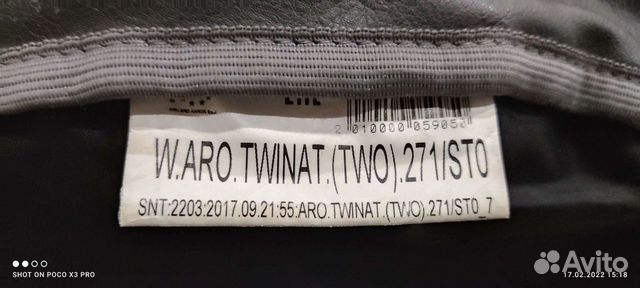 2 010000 059052
W.ARO.TWINAT.(TWO).271/ST0
SNT:2203:2017.09.21:55:ARO.TWINAT.(TWO).271/ST0_7
SHOT ON POCO X3 PRO
Avito
17.02.2022 15:18